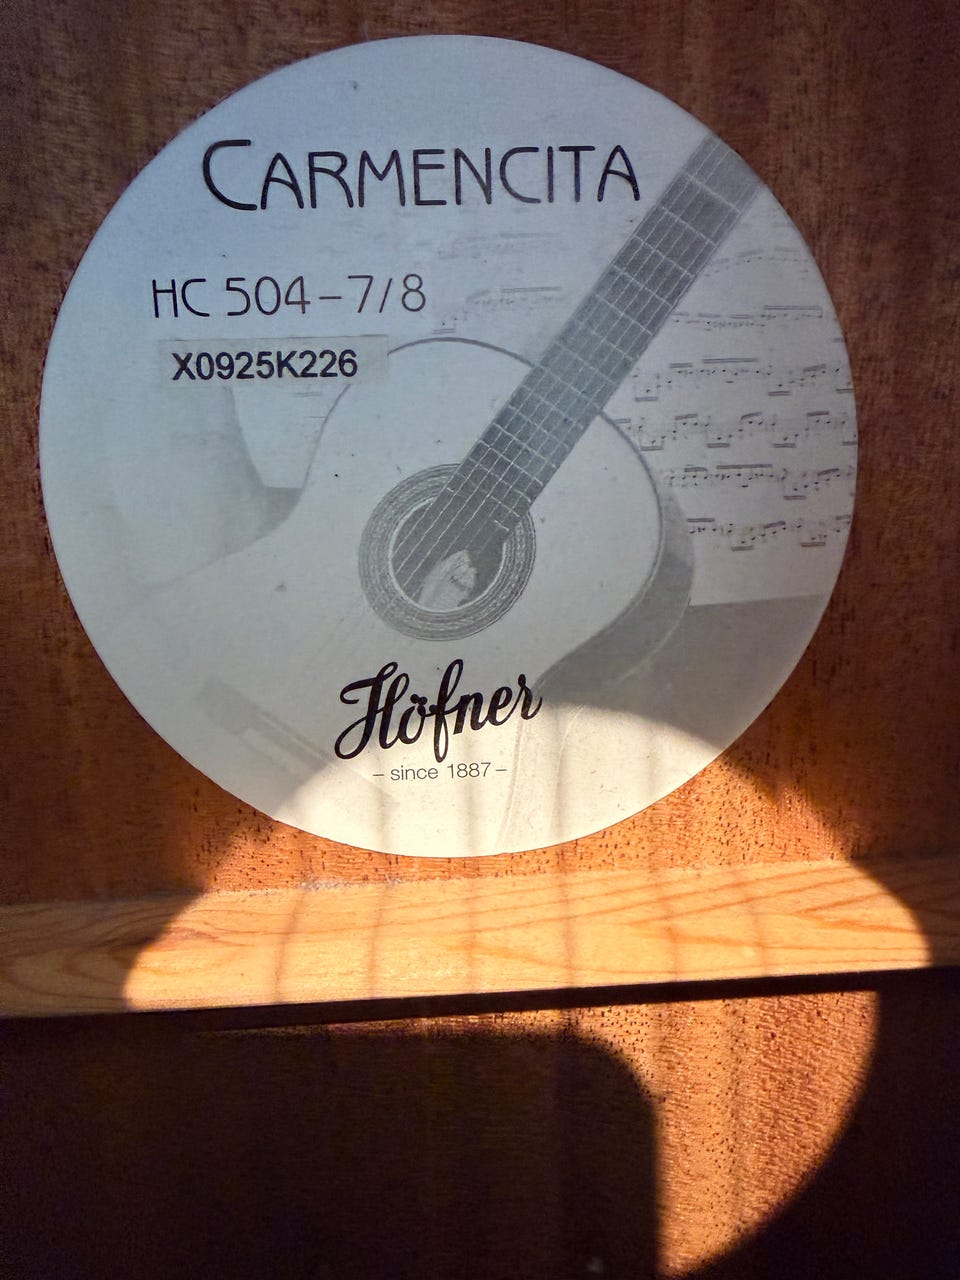 CARMENCITA
HC 504-7/8
X0925K226
Höfner
- since 1887 -